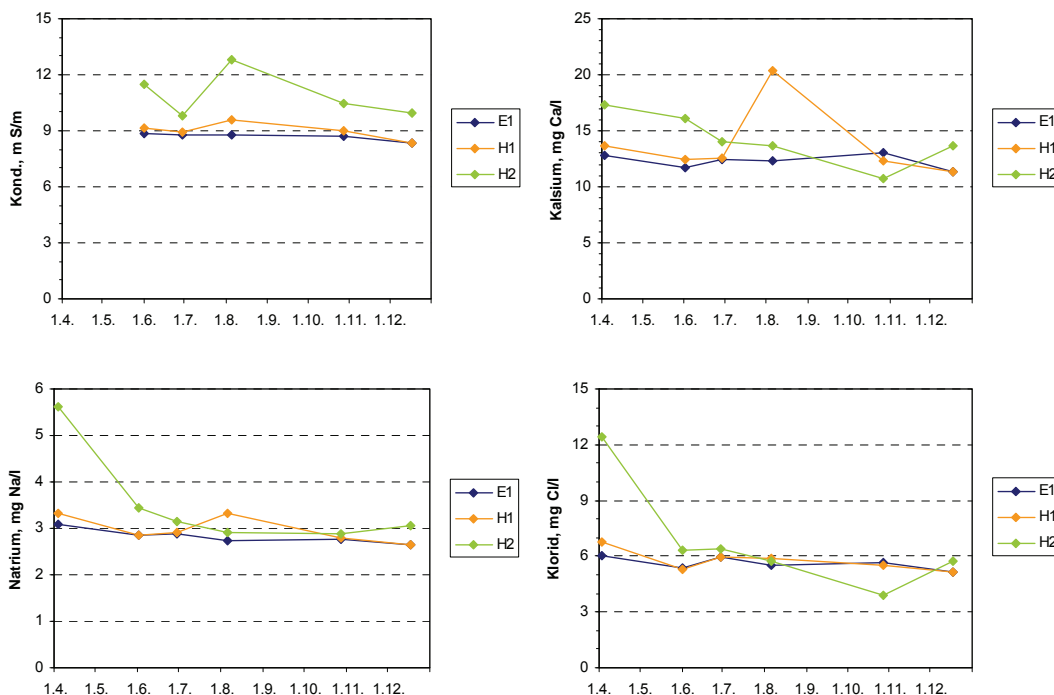 Kond., m S/m
15
12
9
6
3
0
1.4. 1.5. 1.6. 1.7. 1.8. 1.9. 1.10. 1.11. 1.12.
E1
H1
H2
Kalsium, mg Ca/l
25
20
15
10
5
0
1.4. 1.5. 1.6. 1.7. 1.8. 1.9. 1.10. 1.11. 1.12.
E1
H1
H2
Natrium, mg Na/l
6
5
4
3
2
1
0
1.4. 1.5. 1.6. 1.7. 1.8. 1.9. 1.10. 1.11. 1.12.
E1
H1
H2
Klorid, mg Cl/l
15
12
9
6
3
0
1.4. 1.5. 1.6. 1.7. 1.8. 1.9. 1.10. 1.11. 1.12.
E1
H1
H2